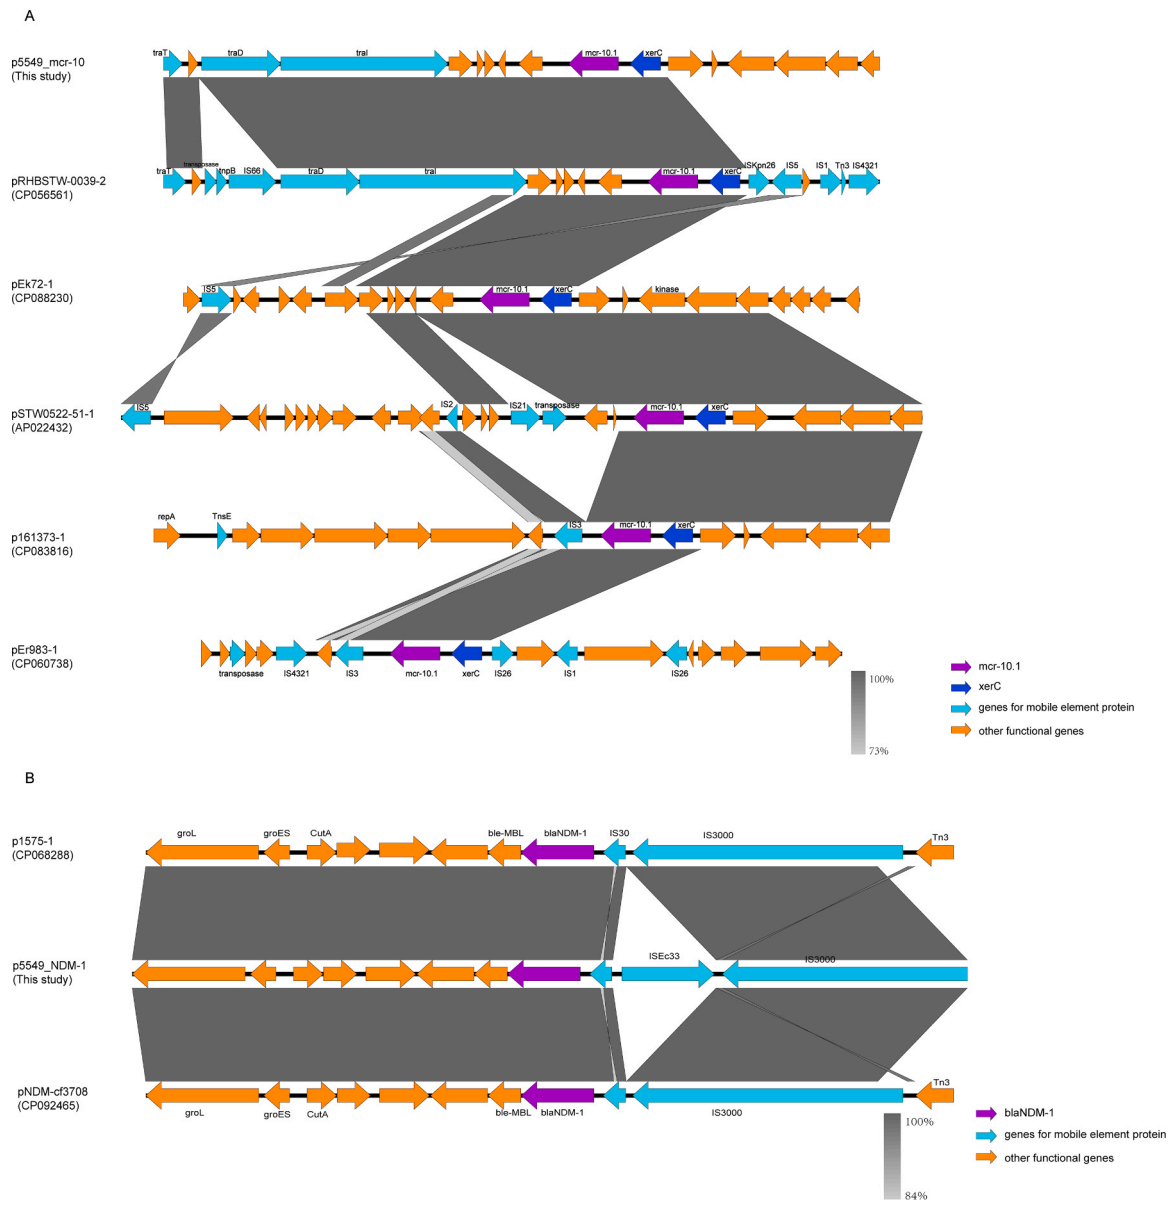 A
p5549_mcr-10
(This study)
traT traD traI mcr-10.1 xerC
pRHBSTW-0039-2
(CP056561)
traT transposase tnpB IS66 traD traI mcr-10.1 xerC ISKpn26 IS5 IS1 Tn3 IS4321
pEk72-1
(CP088230)
IS5 mcr-10.1 xerC kinase
pSTW0522-51-1
(AP022432)
IS5 IS2 IS21 transposase mcr-10.1 xerC
p161373-1
(CP083816)
repA TnsE IS3 mcr-10.1 xerC
pEr983-1
(CP060738)
transposase IS4321 IS3 mcr-10.1 xerC IS26 IS1 IS26
100%
73%
mcr-10.1
xerC
genes for mobile element protein
other functional genes
B
p1575-1
(CP068288)
groL groES CutA ble-MBL blaNDM-1 IS30 IS3000 Tn3
p5549_NDM-1
(This study)
ISEc33 IS3000
pNDM-cf3708
(CP092465)
groL groES CutA ble-MBL blaNDM-1 IS3000 Tn3
100%
84%
blaNDM-1
genes for mobile element protein
other functional genes